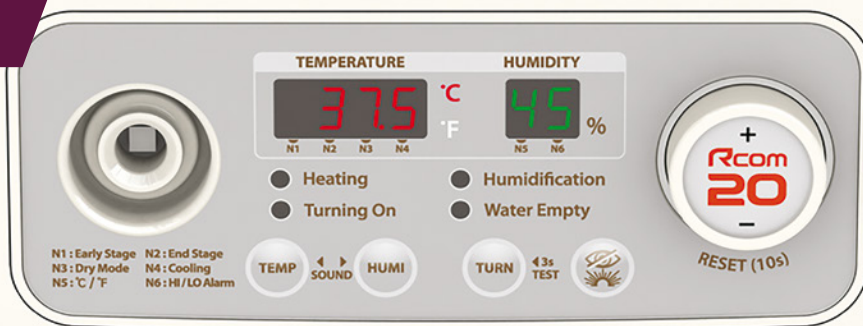 TEMPERATURE HUMIDITY
37.5 °C 45 %
°F
N1 N2 N3 N4 N5 N6
Heating Humidification
Turning On Water Empty
N1 : Early Stage N2 : End Stage
N3 : Dry Mode N4 : Cooling
N5 : °C / °F N6 : HI / LO Alarm
TEMP ◀ ▶ SOUND HUMI
TURN ◀3s TEST
+
Rcom
20
−
RESET (10s)